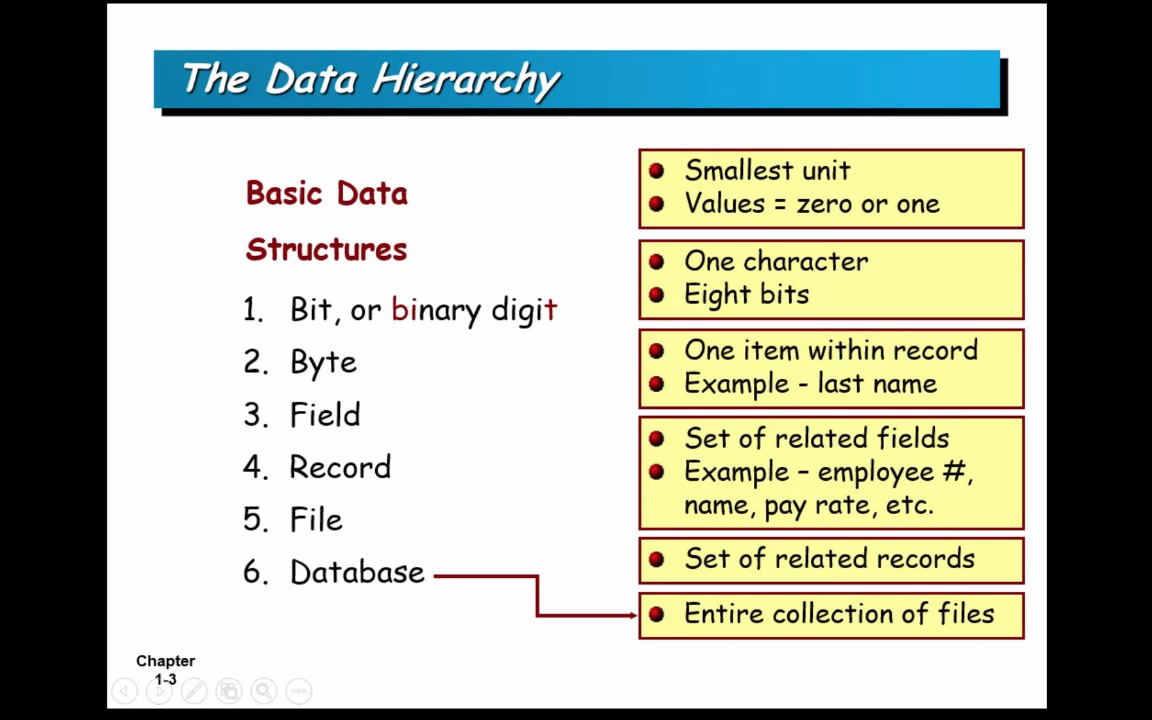 The Data Hierarchy
Basic Data
Structures
1. Bit, or binary digit
2. Byte
3. Field
4. Record
5. File
6. Database
Smallest unit
Values = zero or one
One character
Eight bits
One item within record
Example - last name
Set of related fields
Example – employee #,
name, pay rate, etc.
Set of related records
Entire collection of files
Chapter
1-3